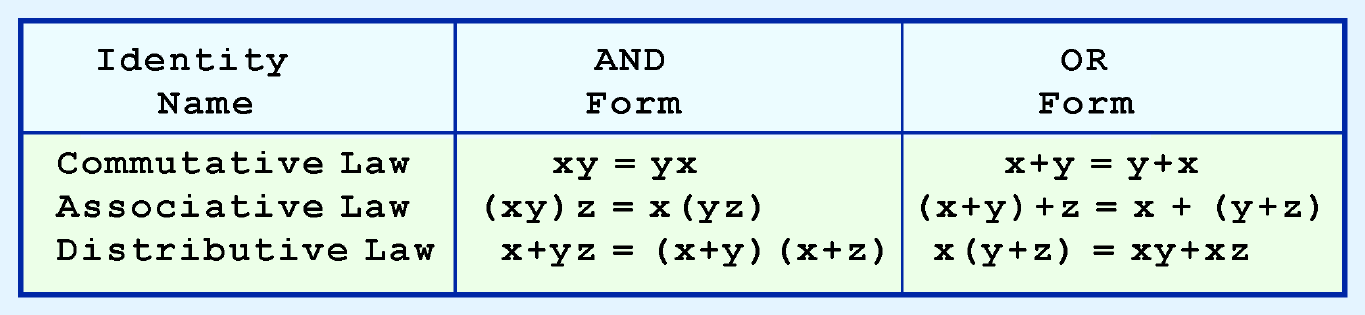 Identity Name AND Form OR Form
Commutative Law xy = yx x+y = y+x
Associative Law (xy)z = x(yz) (x+y)+z = x + (y+z)
Distributive Law x+yz = (x+y)(x+z) x(y+z) = xy+xz